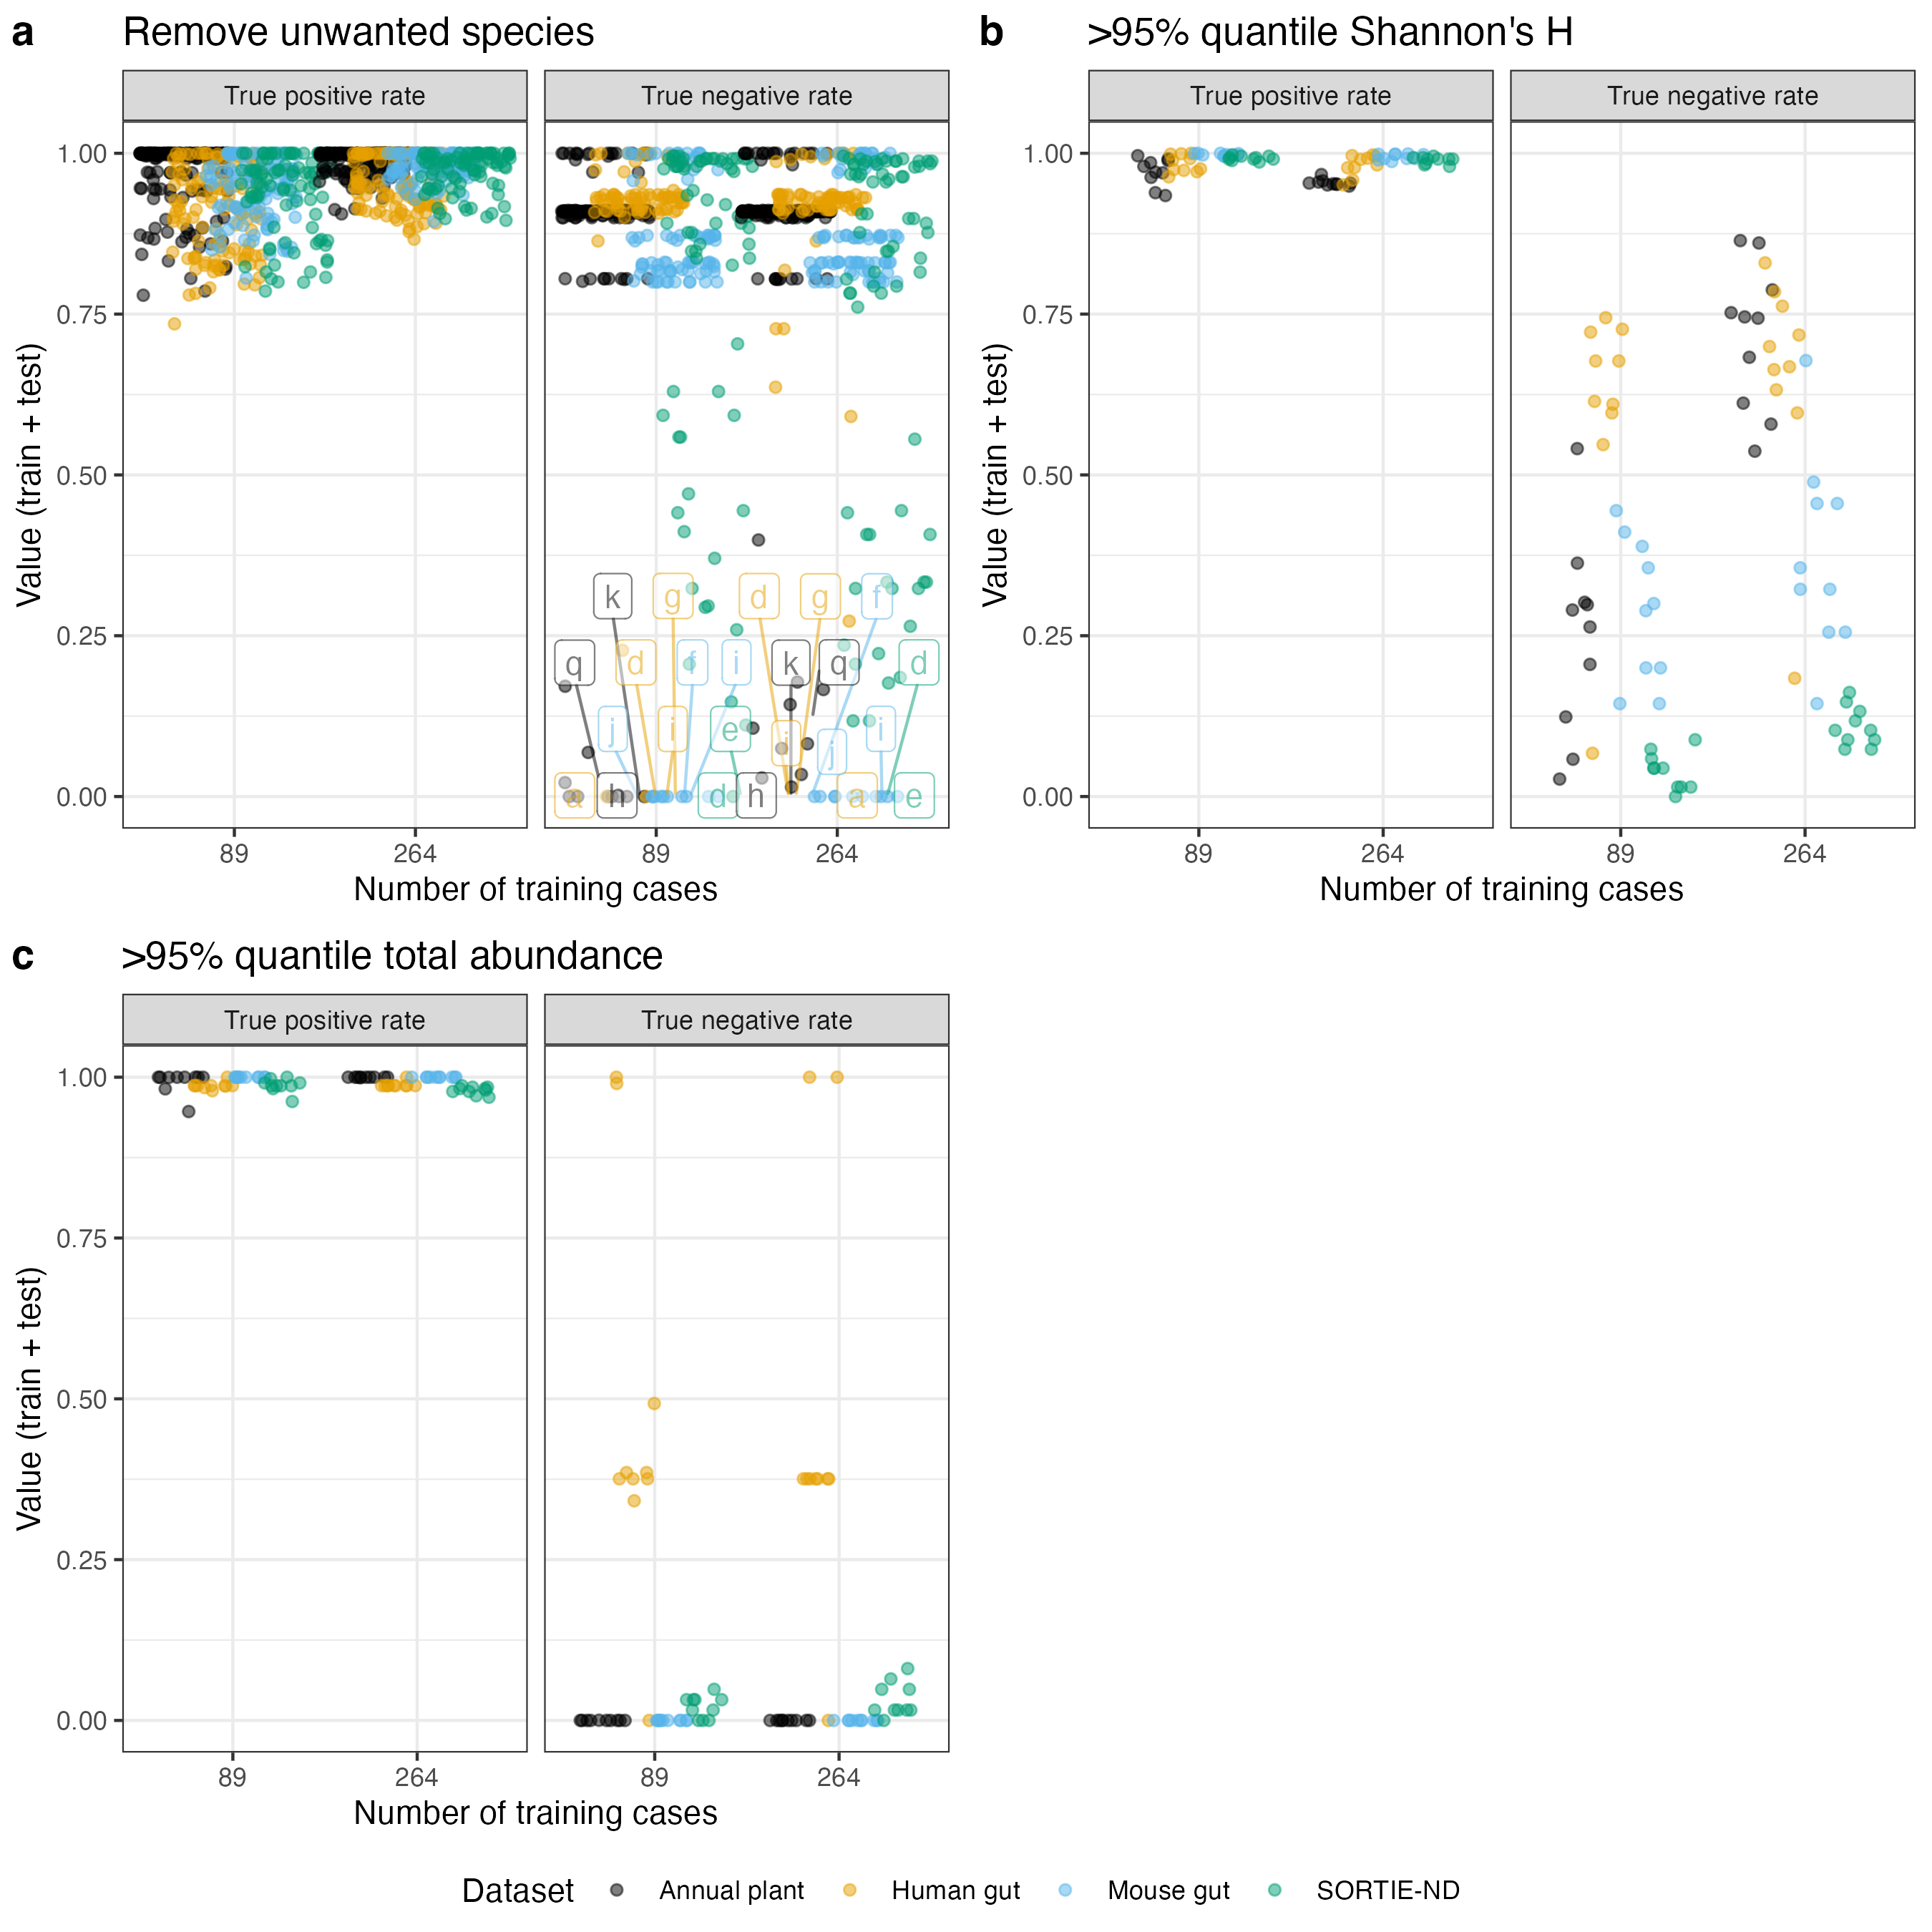 a Remove unwanted species
True positive rate True negative rate
1.00
0.75
0.50
0.25
0.00
Value (train + test)
k g d g f
q d f i k q d
j i e i j i
a h d h a e
89 264 89 264
Number of training cases
b >95% quantile Shannon's H
True positive rate True negative rate
1.00
0.75
0.50
0.25
0.00
Value (train + test)
89 264 89 264
Number of training cases
c >95% quantile total abundance
True positive rate True negative rate
1.00
0.75
0.50
0.25
0.00
Value (train + test)
89 264 89 264
Number of training cases
Dataset Annual plant Human gut Mouse gut SORTIE-ND